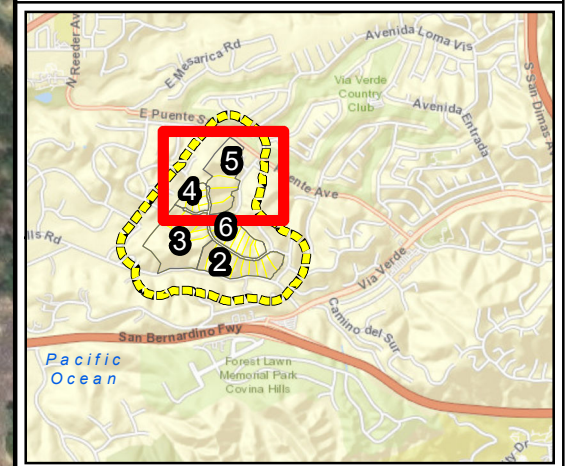 N Reeder Av
E Mesarica Rd
Avenida Loma Vis
S San Dimas A
Via Verde
Country
Club
Avenida Entrada
E Puente S
ente Ave
5
4
6
3
2
lls Rd
Via Verde
Camino del Sur
San Bernardino Fwy
Pacific
Ocean
Forest Lawn
Memorial Park
Covina Hills
y Dr